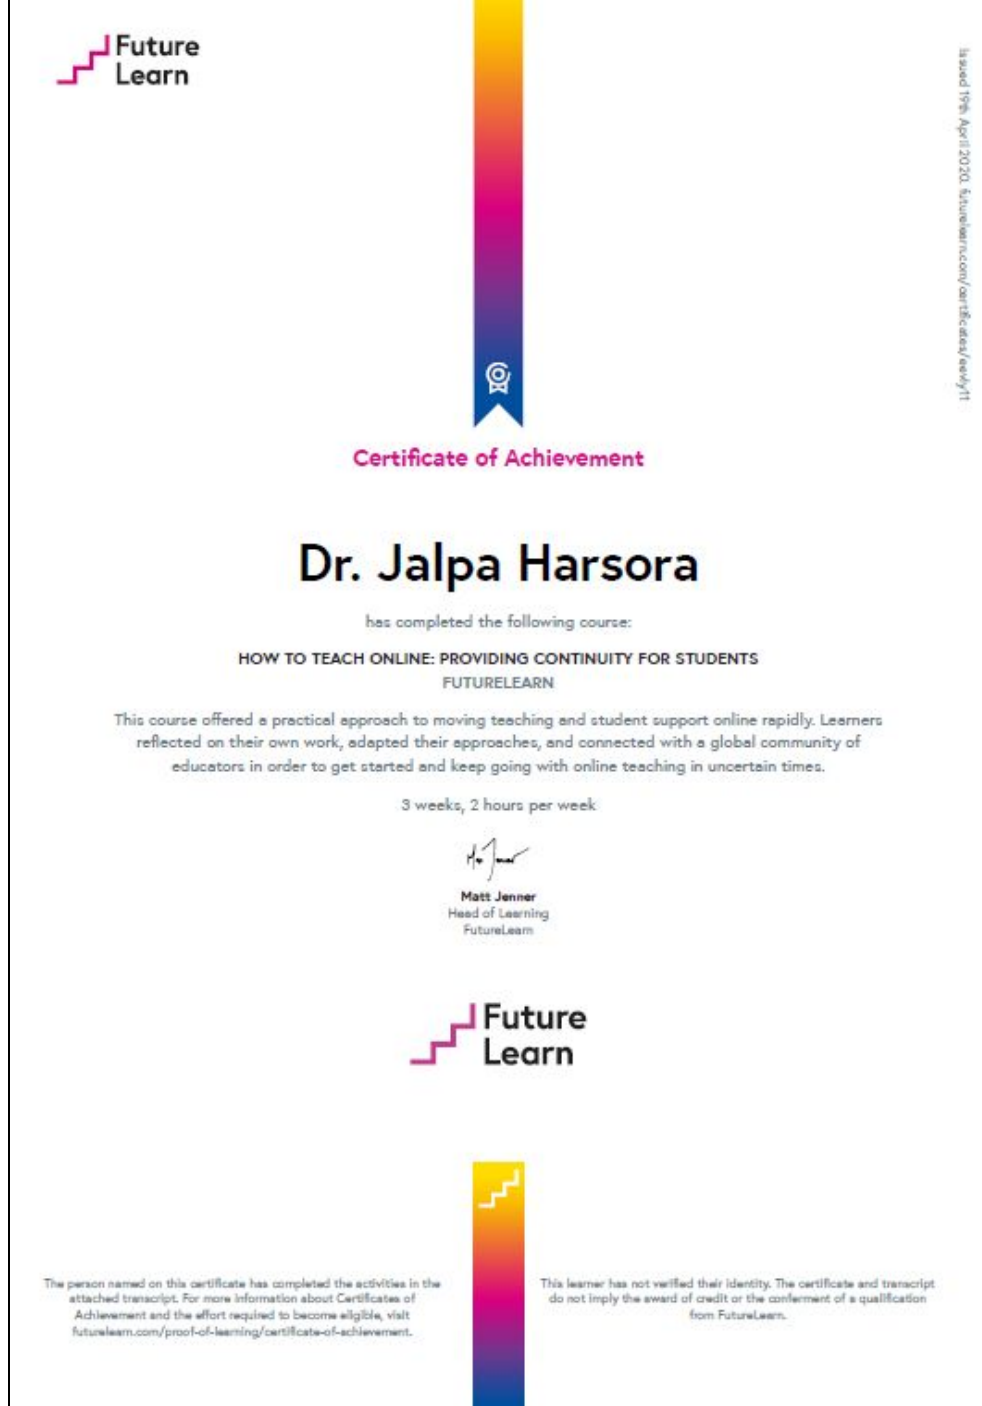 Future
Learn
Issued 19th April 2020. futurelearn.com/certificates/eevly11
Certificate of Achievement
Dr. Jalpa Harsora
has completed the following course:
HOW TO TEACH ONLINE: PROVIDING CONTINUITY FOR STUDENTS
FUTURELEARN
This course offered a practical approach to moving teaching and student support online rapidly. Learners
reflected on their own work, adapted their approaches, and connected with a global community of
educators in order to get started and keep going with online teaching in uncertain times.
3 weeks, 2 hours per week
Matt Jenner
Head of Learning
FutureLearn
Future
Learn
The person named on this certificate has completed the activities in the
attached transcript. For more information about Certificates of
Achievement and the effort required to become eligible, visit
futurelearn.com/proof-of-learning/certificate-of-achievement.
This learner has not verified their identity. The certificate and transcript
do not imply the award of credit or the conferment of a qualification
from FutureLearn.